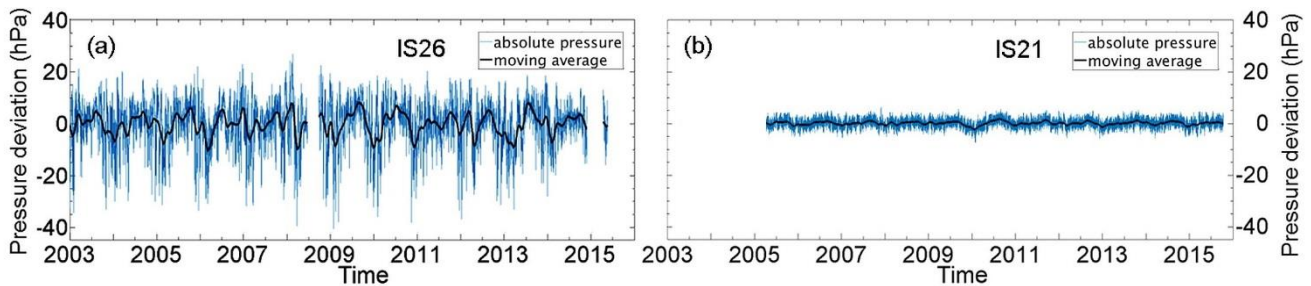 Pressure deviation (hPa)
40
20
0
-20
-40
(a)
IS26
absolute pressure
moving average
2003
2005
2007
2009
2011
2013
2015
Time
(b)
IS21
absolute pressure
moving average
2003
2005
2007
2009
2011
2013
2015
Time
40
20
0
-20
-40
Pressure deviation (hPa)